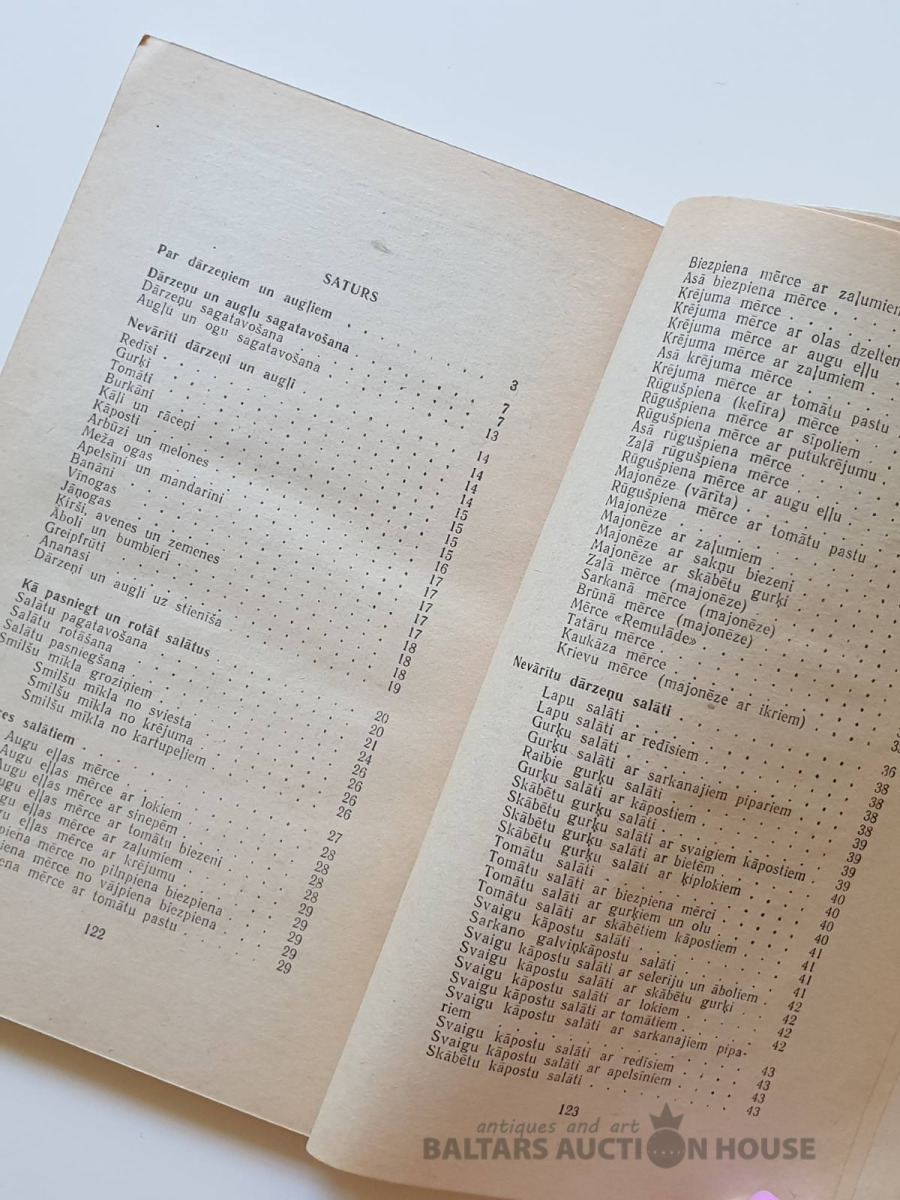 SATURS
Par dārzeņiem un augļiem . . . 3
Dārzeņu un augļu sagatavošana . . . 7
Dārzeņu sagatavošana . . . 7
Augļu un ogu sagatavošana . . . 13
Nevārīti dārzeņi un augļi . . . 14
Redīsi . . . 14
Gurķi . . . 14
Tomāti . . . 14
Burkāni . . . 15
Kāļi un rāceņi . . . 15
Kāposti . . . 15
Arbūzi un melones . . . 15
Meža ogas . . . 16
Apelsīni un mandarīni . . . 17
Banāni . . . 17
Vīnogas . . . 17
Jāņogas . . . 17
Ķirši, avenes un zemenes . . . 17
Āboli un bumbieri . . . 18
Greipfrūti . . . 18
Ananasi . . . 18
Dārzeņi un augļi uz stienīša . . . 19
Kā pasniegt un rotāt salātus . . . 20
Salātu pagatavošana . . . 20
Salātu rotāšana . . . 21
Salātu pasniegšana . . . 24
Smilšu mīkla groziņiem . . . 26
Smilšu mīkla no sviesta . . . 26
Smilšu mīkla no krējuma . . . 26
Smilšu mīkla no kartupeļiem . . . 26
salātiem . . . 27
Augu eļļas mērce . . . 28
Augu eļļas mērce ar lokiem . . . 28
Augu eļļas mērce ar sinepēm . . . 28
eļļas mērce ar tomātu biezeni . . . 28
eļļas mērce ar zaļumiem . . . 29
eļļas mērce ar krējumu . . . 29
mērce no pilnpiena biezpiena . . . 29
mērce no vājpiena biezpiena . . . 29
mērce ar tomātu pastu . . . 29
122
Biezpiena mērce ar zaļumiem
Asā biezpiena mērce . . .
Krējuma mērce . . .
Krējuma mērce ar olas
Krējuma mērce ar augu eļļu
Krējuma mērce ar zaļumiem
Asā krējuma mērce . . .
Krējuma mērce ar tomātu pastu
Rūgušpiena (kefīra) mērce . . .
Rūgušpiena mērce ar sīpoliem
Rūgušpiena mērce ar putukrējumu
Asā rūgušpiena mērce . . .
Zaļā rūgušpiena mērce . . .
Rūgušpiena mērce ar augu eļļu . . .
Majonēze (vārīta) . . .
Rūgušpiena mērce ar tomātu pastu
Majonēze . . .
Majonēze ar zaļumiem . . .
Majonēze ar sakņu biezeni . . .
Majonēze ar skābētu gurķi . . .
Zaļā mērce (majonēze) . . .
Sarkanā mērce (majonēze) . . .
Brūnā mērce (majonēze) . . .
Mērce «Remulāde» . . .
Tatāru mērce . . .
Kaukāza mērce . . .
Krievu mērce (majonēze ar ikriem) . . .
Nevārītu dārzeņu salāti . . . 36
Lapu salāti . . . 38
Lapu salāti ar redīsiem . . . 38
Gurķu salāti . . . 38
Gurķu salāti ar sarkanajiem pipariem . . . 38
Raibie gurķu salāti . . . 39
Gurķu salāti ar kāpostiem . . . 39
Skābētu gurķu salāti . . . 39
Skābētu gurķu salāti ar svaigiem kāpostiem . . . 39
Skābētu gurķu salāti ar bietēm . . . 40
Skābētu gurķu salāti ar ķiplokiem . . . 40
Tomātu salāti . . . 40
Tomātu salāti ar biezpiena mērci . . . 40
Tomātu salāti ar gurķiem un olu . . . 41
Tomātu salāti ar skābētiem kāpostiem . . . 41
Svaigu kāpostu salāti . . . 41
Sarkano galviņkāpostu salāti . . . 41
Svaigu kāpostu salāti ar seleriju un āboliem . 42
Svaigu kāpostu salāti ar skābētu gurķi . . . 42
Svaigu kāpostu salāti ar lokiem . . . 42
Svaigu kāpostu salāti ar tomātiem . . . 42
Svaigu kāpostu salāti ar sarkanajiem pipa-
riem . . . 43
Svaigu kāpostu salāti ar redīsiem . . . 43
Svaigu kāpostu salāti ar apelsīniem . . . 43
Skābētu kāpostu salāti . . . 43
123
antiques and art
BALTARS AUCTION HOUSE